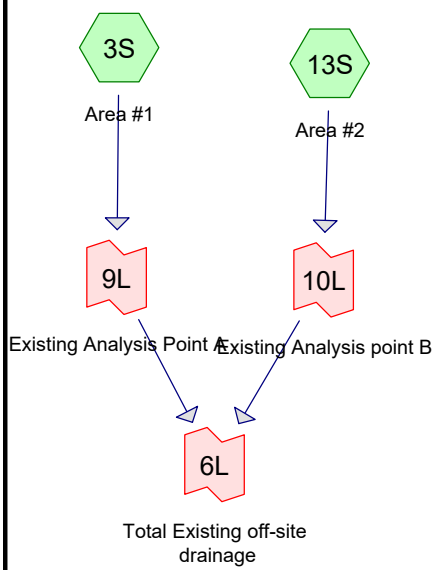 3S
13S
Area #1
Area #2
9L
10L
Existing Analysis Point A
Existing Analysis point B
6L
Total Existing off-site
drainage